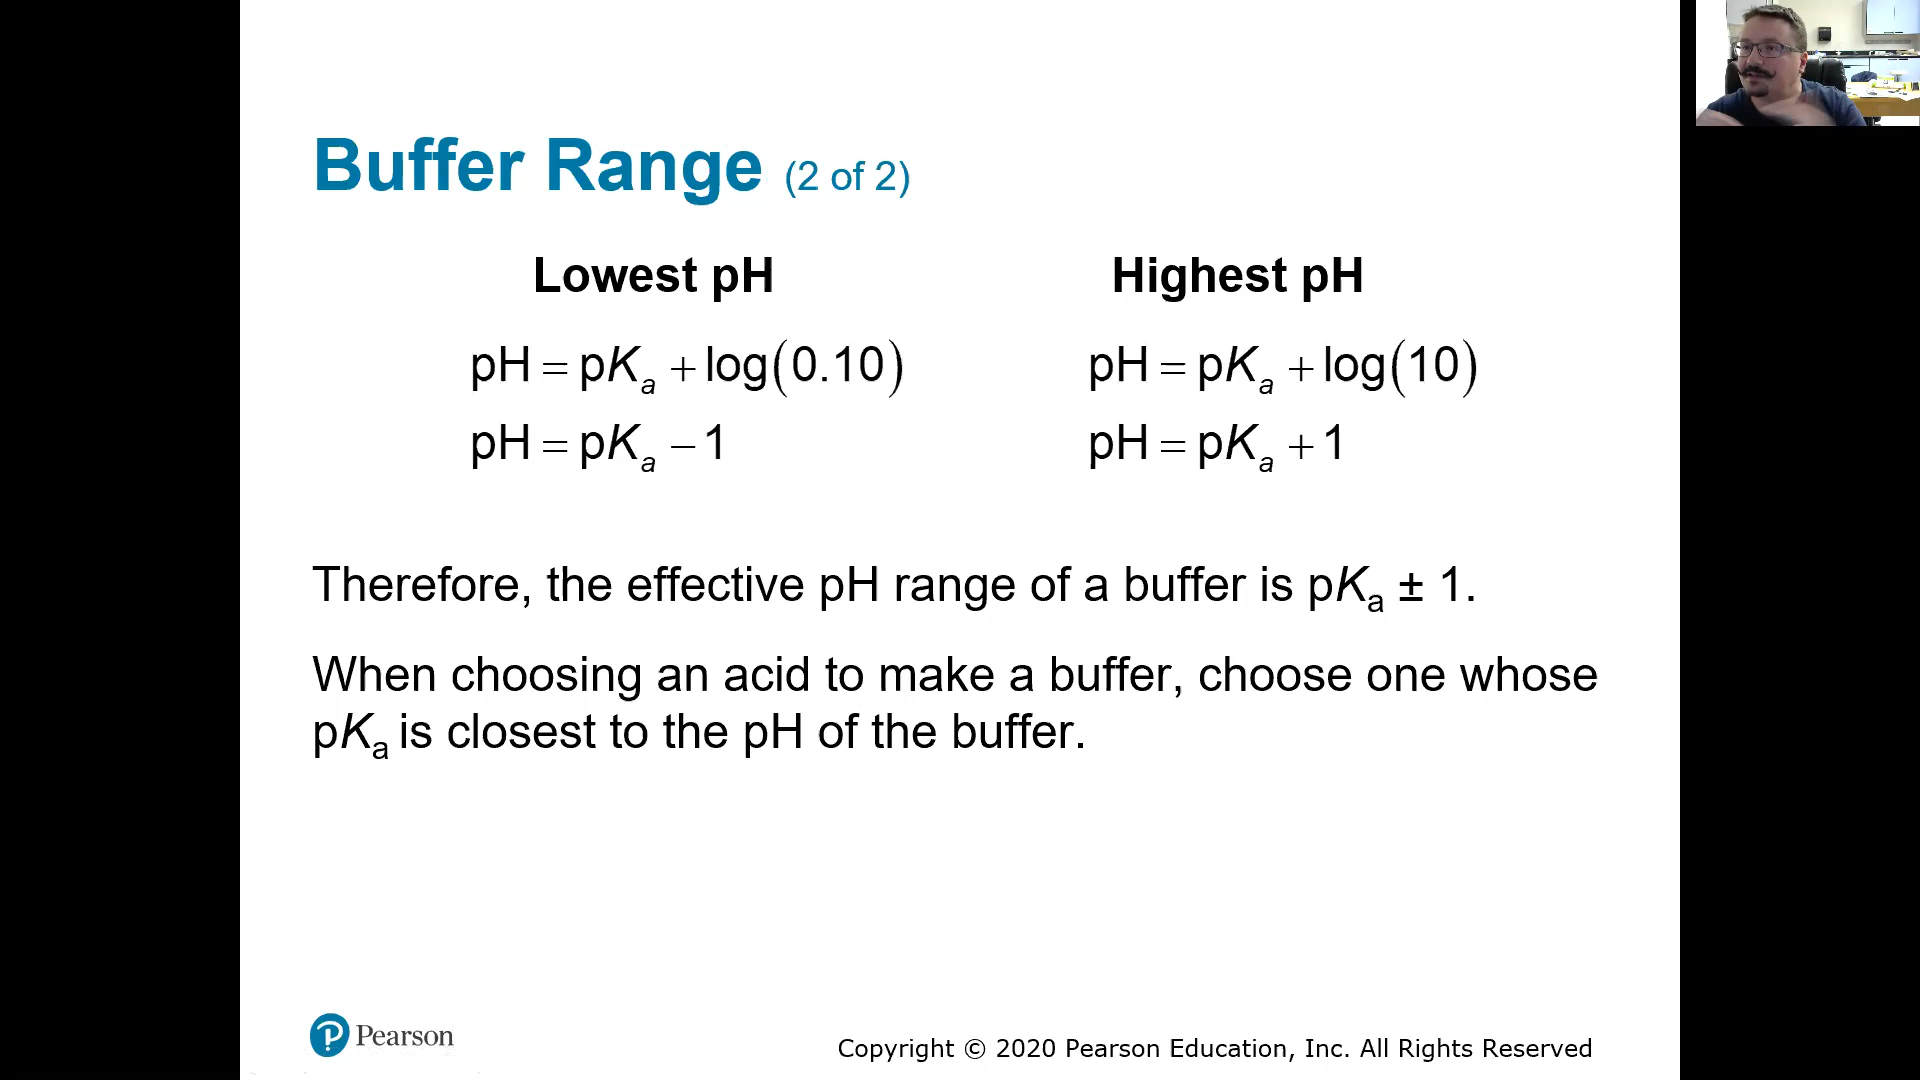 Buffer Range (2 of 2)
Lowest pH
Highest pH
pH = pKa + log(0.10)
pH = pKa + log(10)
pH = pKa − 1
pH = pKa + 1
Therefore, the effective pH range of a buffer is pKa ± 1.
When choosing an acid to make a buffer, choose one whose
pKa is closest to the pH of the buffer.
P Pearson
Copyright © 2020 Pearson Education, Inc. All Rights Reserved